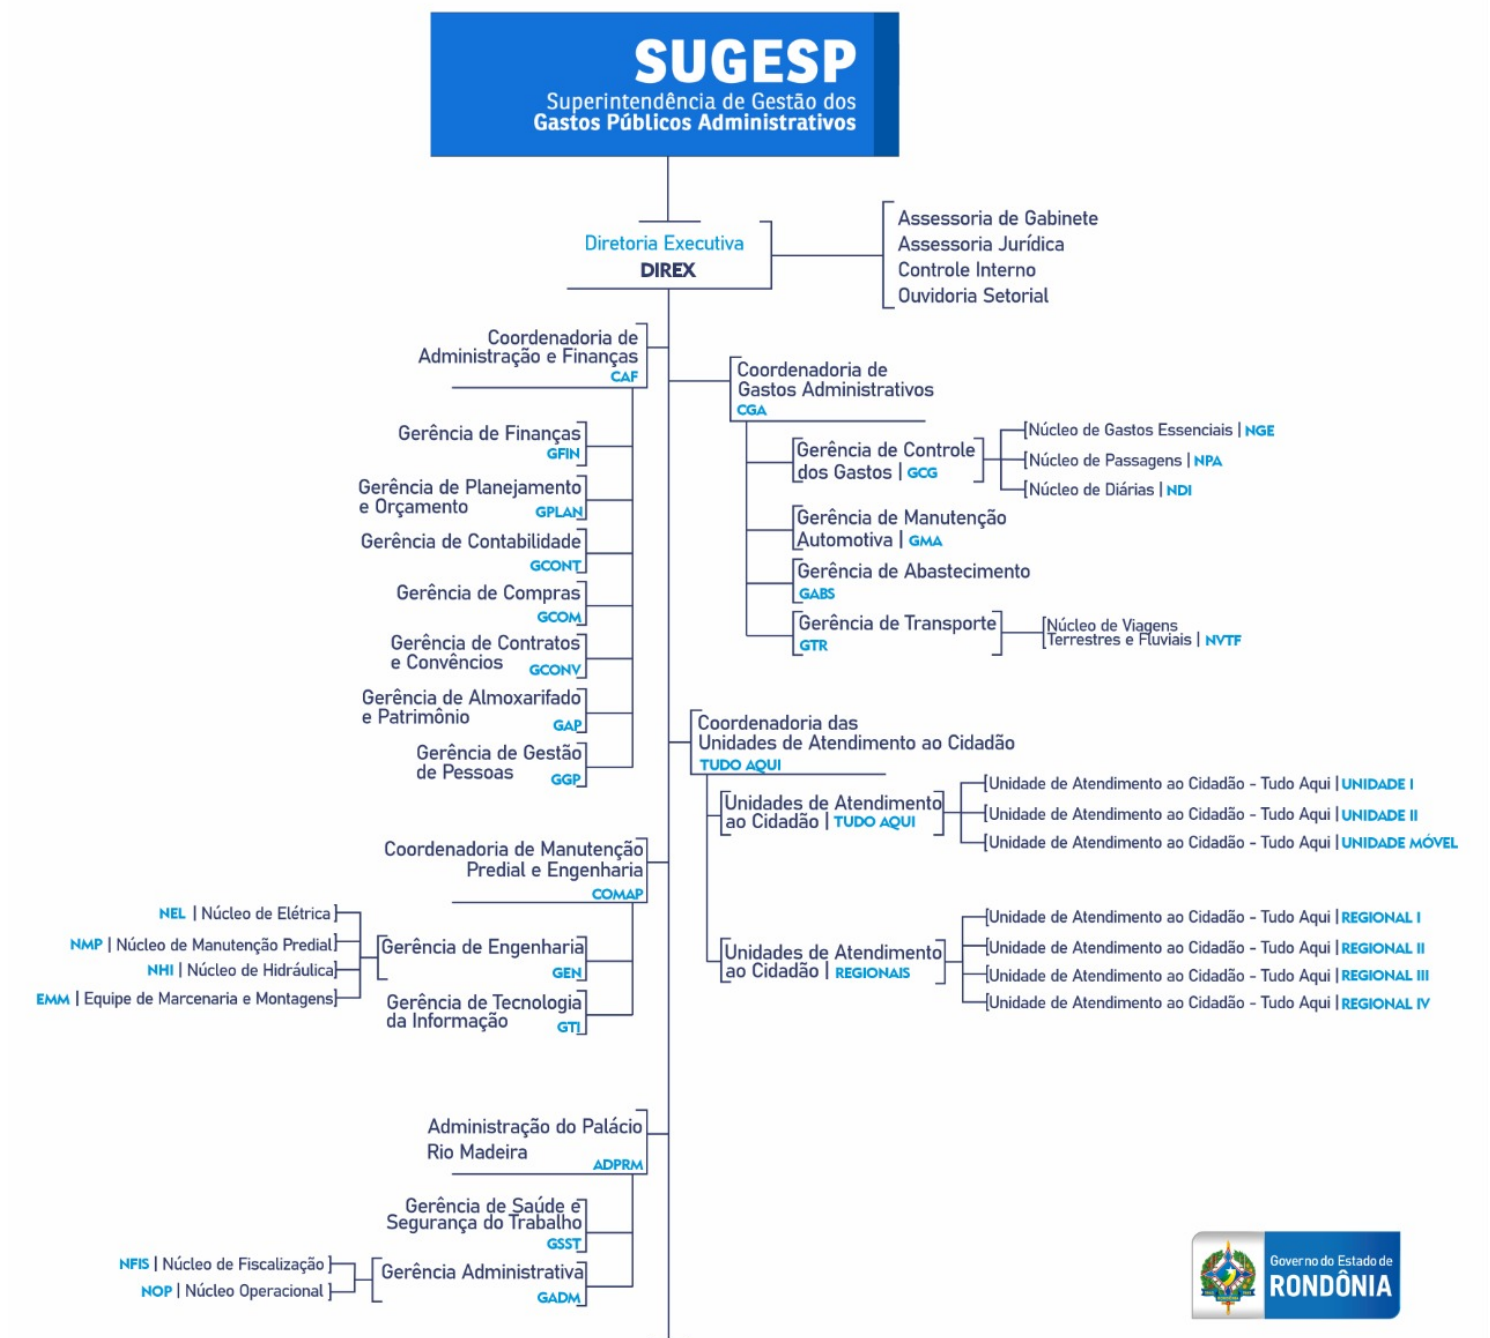 SUGESP
Superintendência de Gestão dos
Gastos Públicos Administrativos
Diretoria Executiva
DIREX
Assessoria de Gabinete
Assessoria Jurídica
Controle Interno
Ouvidoria Setorial
Coordenadoria de
Administração e Finanças
CAF
Gerência de Finanças
GFIN
Gerência de Planejamento
e Orçamento GPLAN
Gerência de Contabilidade
GCONT
Gerência de Compras
GCOM
Gerência de Contratos
e Convêncios GCONV
Gerência de Almoxarifado
e Patrimônio GAP
Gerência de Gestão
de Pessoas GGP
Coordenadoria de
Gastos Administrativos
CGA
Gerência de Controle
dos Gastos | GCG
Núcleo de Gastos Essenciais | NGE
Núcleo de Passagens | NPA
Núcleo de Diárias | NDI
Gerência de Manutenção
Automotiva | GMA
Gerência de Abastecimento
GABS
Gerência de Transporte
GTR
Núcleo de Viagens
Terrestres e Fluviais | NVTF
Coordenadoria das
Unidades de Atendimento ao Cidadão
TUDO AQUI
Unidades de Atendimento
ao Cidadão | TUDO AQUI
Unidade de Atendimento ao Cidadão - Tudo Aqui | UNIDADE I
Unidade de Atendimento ao Cidadão - Tudo Aqui | UNIDADE II
Unidade de Atendimento ao Cidadão - Tudo Aqui | UNIDADE MÓVEL
Unidades de Atendimento
ao Cidadão | REGIONAIS
Unidade de Atendimento ao Cidadão - Tudo Aqui | REGIONAL I
Unidade de Atendimento ao Cidadão - Tudo Aqui | REGIONAL II
Unidade de Atendimento ao Cidadão - Tudo Aqui | REGIONAL III
Unidade de Atendimento ao Cidadão - Tudo Aqui | REGIONAL IV
Coordenadoria de Manutenção
Predial e Engenharia
COMAP
NEL | Núcleo de Elétrica
NMP | Núcleo de Manutenção Predial
NHI | Núcleo de Hidráulica
EMM | Equipe de Marcenaria e Montagens
Gerência de Engenharia
GEN
Gerência de Tecnologia
da Informação GTI
Administração do Palácio
Rio Madeira
ADPRM
Gerência de Saúde e
Segurança do Trabalho
GSST
NFIS | Núcleo de Fiscalização
NOP | Núcleo Operacional
Gerência Administrativa
GADM
Governo do Estado de
RONDÔNIA